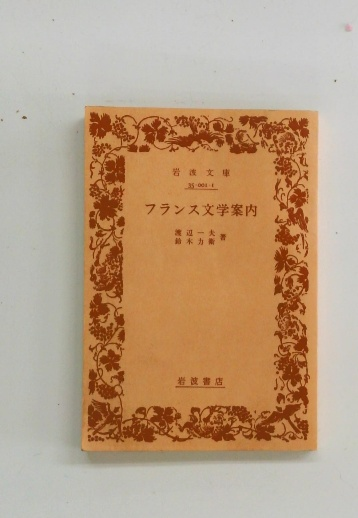 岩波文庫
フランス文学案内
渡辺一夫
鈴木力衛
著
岩波書店